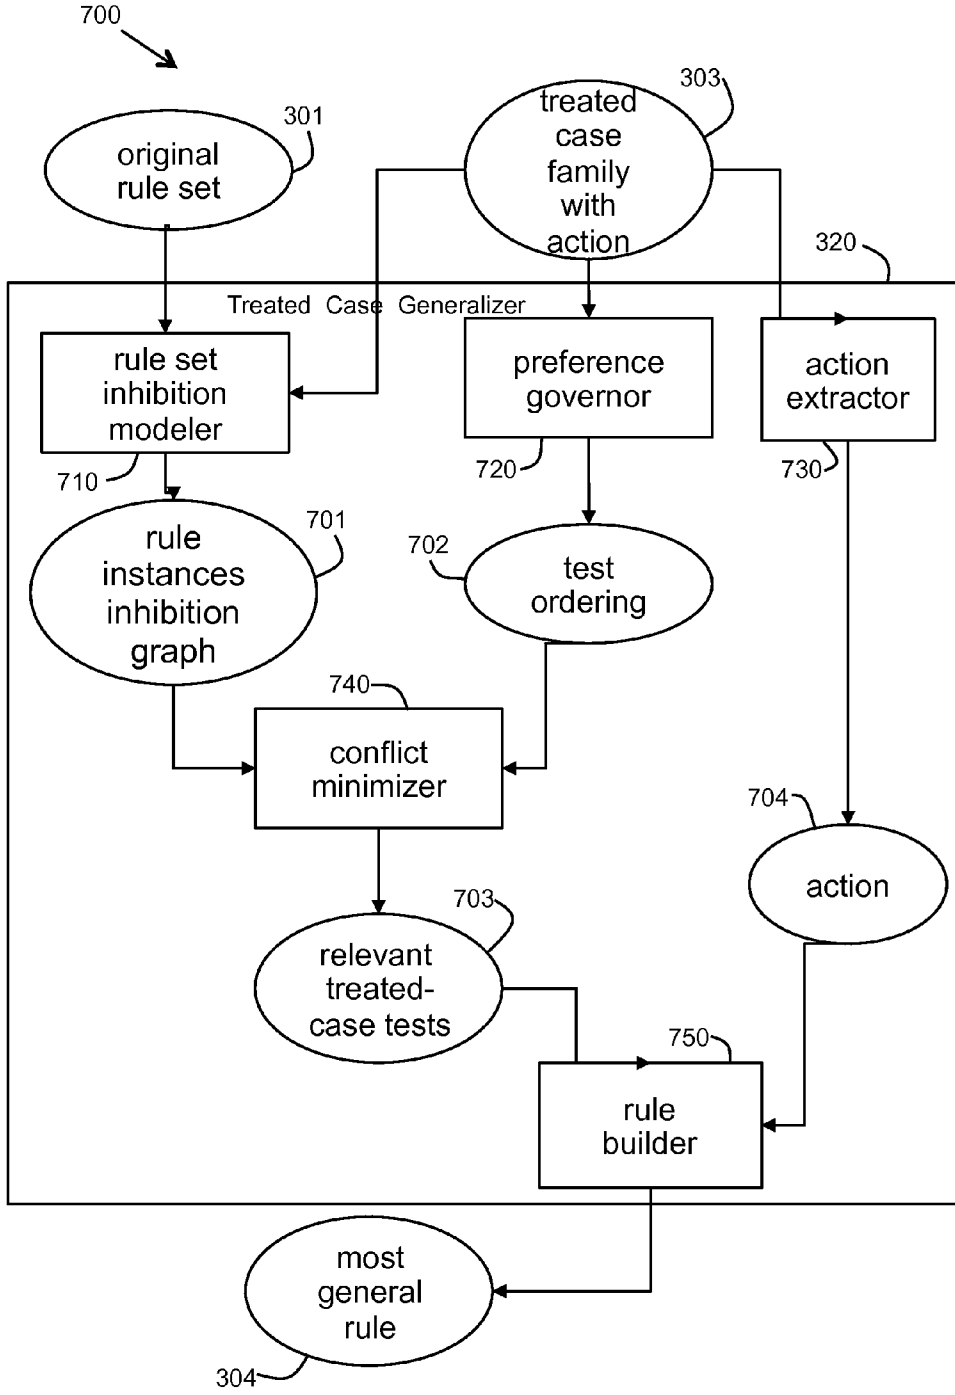 700
303
treated
case
family
with
action
301
original
rule set
320
Treated Case Generalizer
rule set
inhibition
modeler
preference
governor
action
extractor
710
720
730
701
rule
instances
inhibition
graph
702
test
ordering
740
conflict
minimizer
704
action
703
relevant
treated-
case tests
750
rule
builder
most
general
rule
304